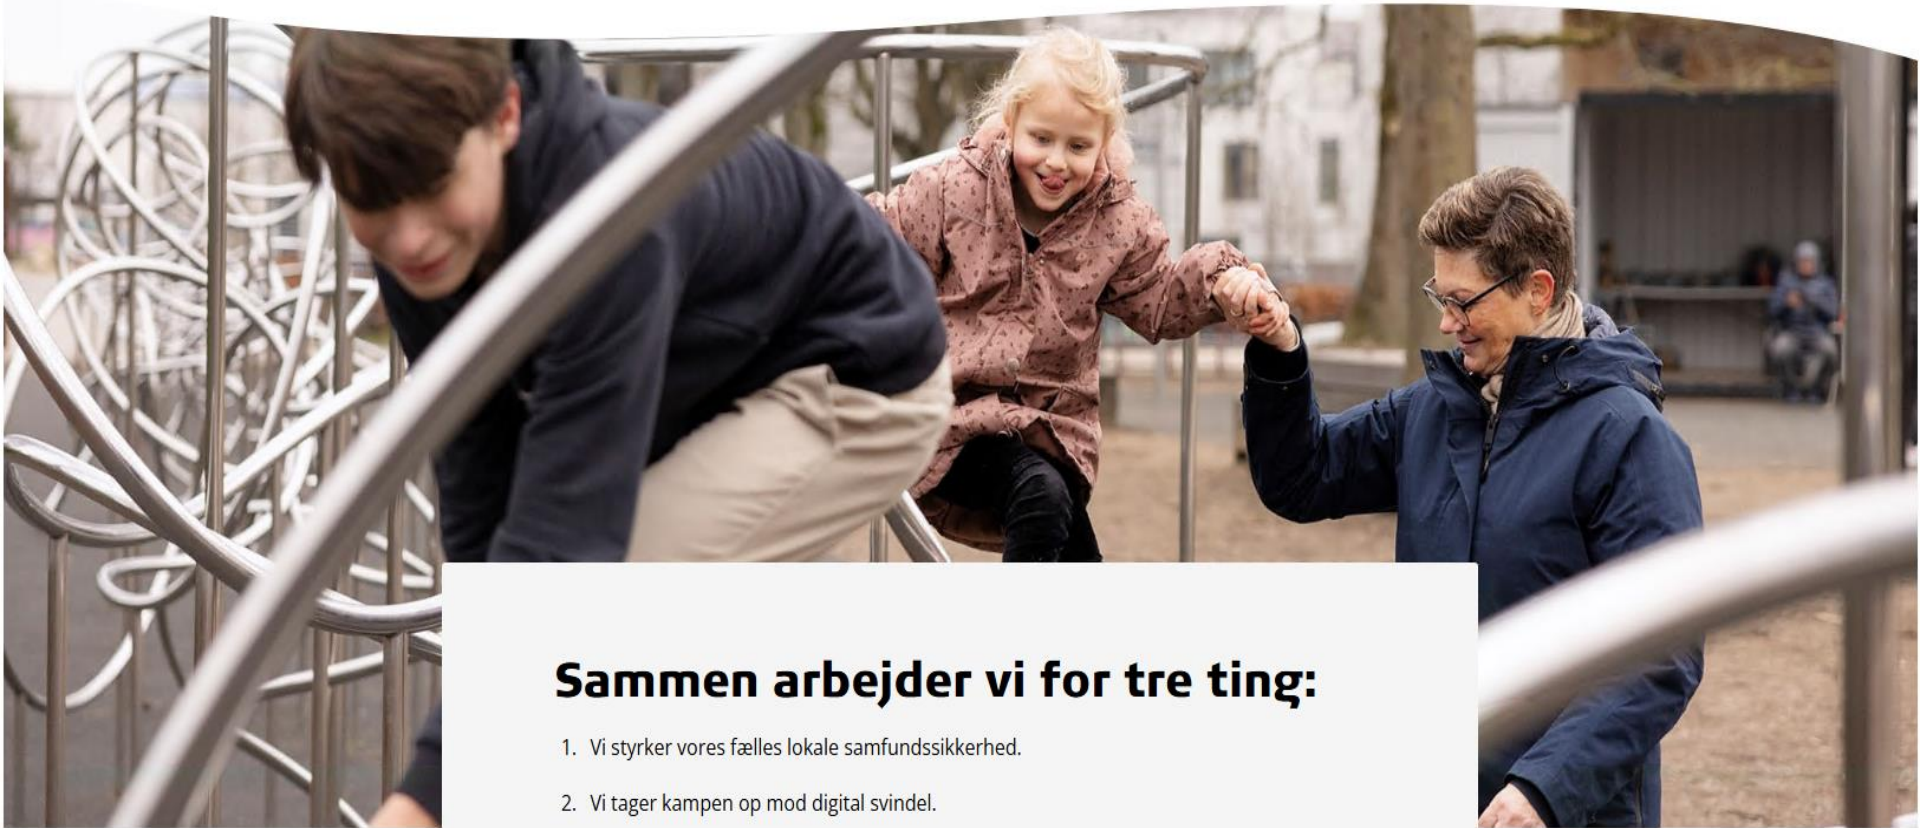 Sammen arbejder vi for tre ting:
1. Vi styrker vores fælles lokale samfundssikkerhed.
2. Vi tager kampen op mod digital svindel.